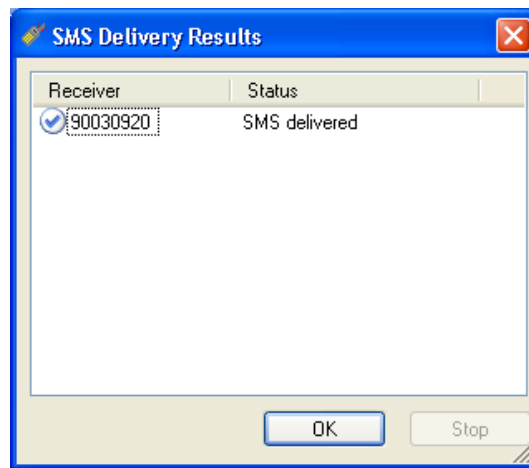 SMS Delivery Results
Receiver Status
90030920 SMS delivered
OK Stop